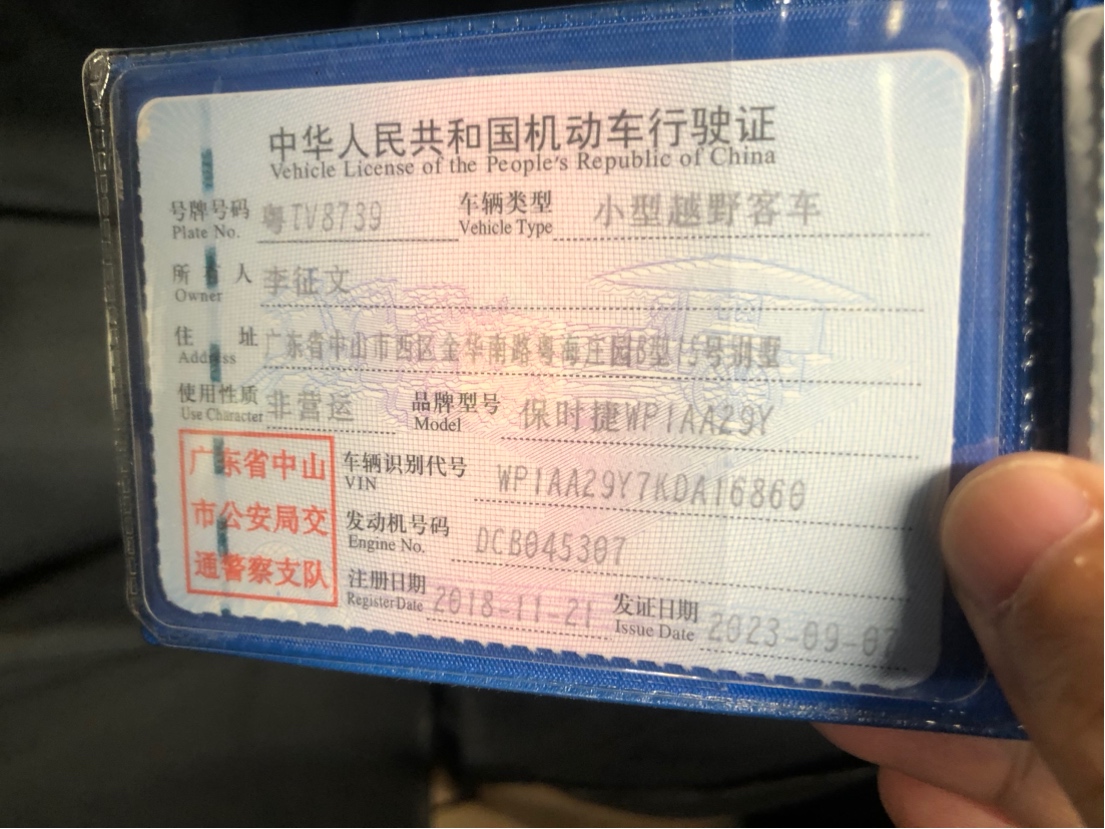 中华人民共和国机动车行驶证
Vehicle License of the People's Republic of China
号牌号码 粤TV8739 车辆类型 小型越野客车
Plate No. Vehicle Type
所有人 李征文
Owner
住址 广东省中山市西区金华南路粤海庄园B型15号别墅
Address
使用性质 非营运 品牌型号 保时捷WP1AA29Y
Use Character Model
广东省中山
市公安局交
通警察支队
车辆识别代号 WP1AA29Y7KDA16860
VIN
发动机号码 DCB045307
Engine No.
注册日期 2018-11-21 发证日期 2023-09-07
Register Date Issue Date